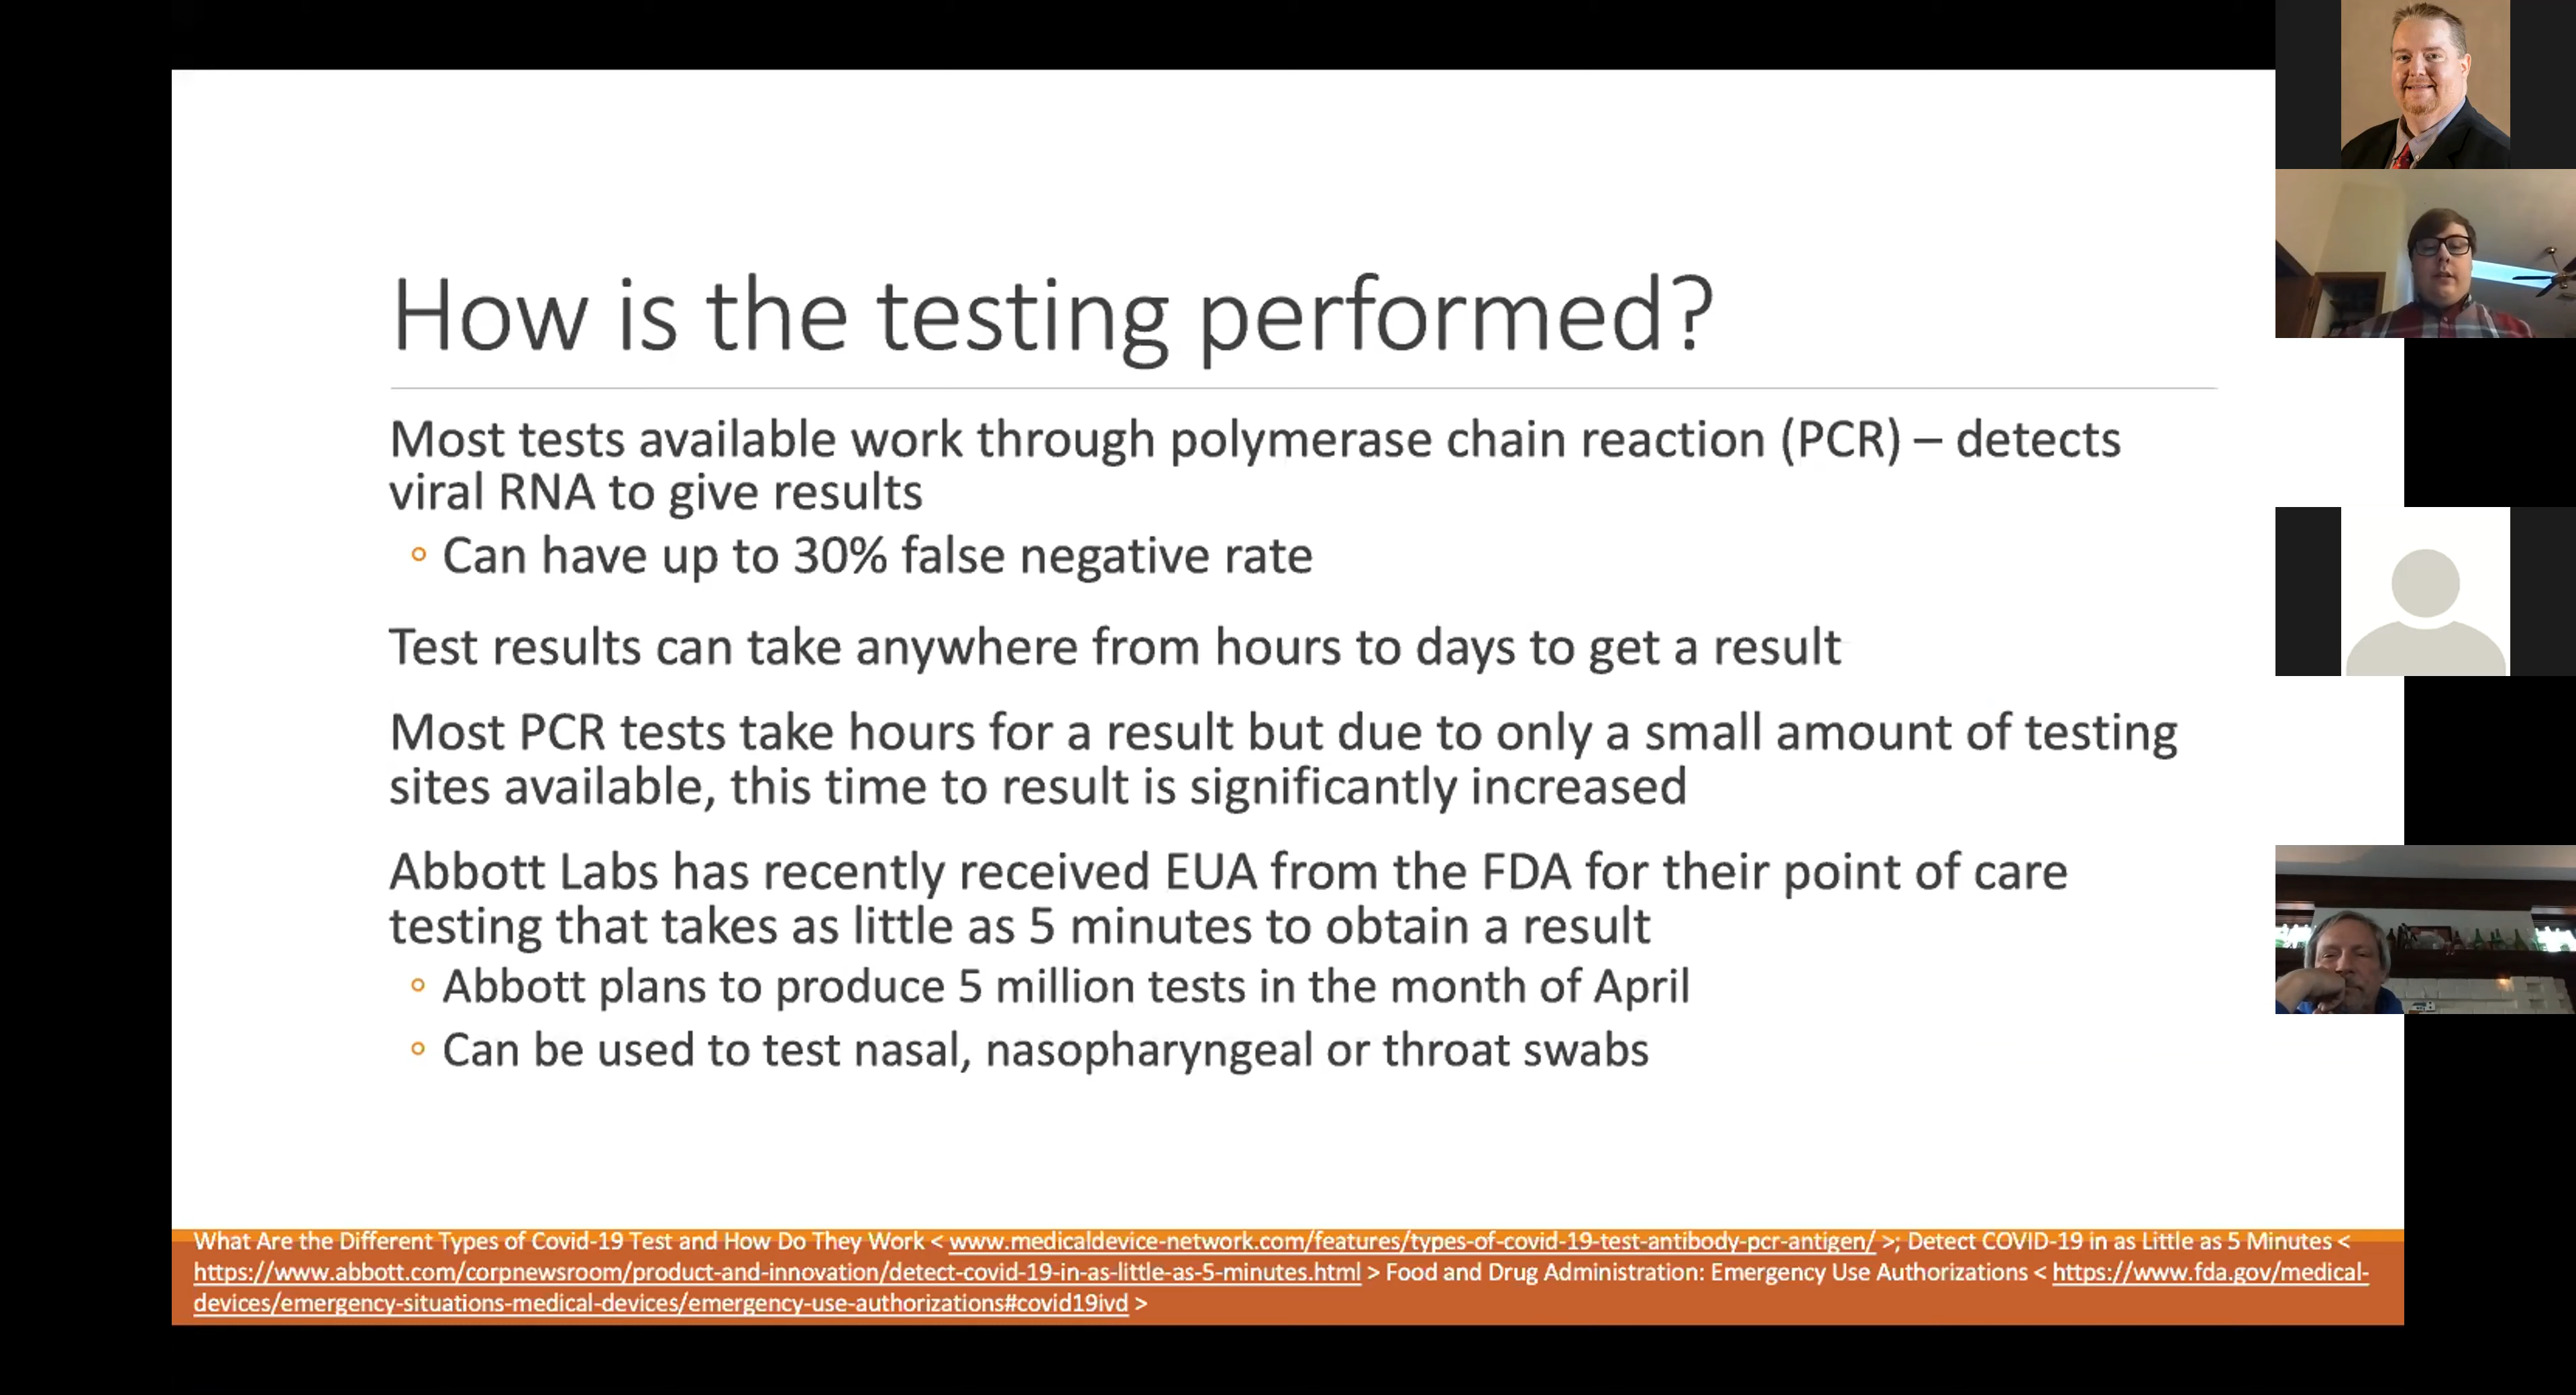 How is the testing performed?
Most tests available work through polymerase chain reaction (PCR) – detects
viral RNA to give results
◦ Can have up to 30% false negative rate
Test results can take anywhere from hours to days to get a result
Most PCR tests take hours for a result but due to only a small amount of testing
sites available, this time to result is significantly increased
Abbott Labs has recently received EUA from the FDA for their point of care
testing that takes as little as 5 minutes to obtain a result
◦ Abbott plans to produce 5 million tests in the month of April
◦ Can be used to test nasal, nasopharyngeal or throat swabs
What Are the Different Types of Covid-19 Test and How Do They Work < www.medicaldevice-network.com/features/types-of-covid-19-test-antibody-pcr-antigen/ >; Detect COVID-19 in as Little as 5 Minutes <
https://www.abbott.com/corpnewsroom/product-and-innovation/detect-covid-19-in-as-little-as-5-minutes.html > Food and Drug Administration: Emergency Use Authorizations < https://www.fda.gov/medical-
devices/emergency-situations-medical-devices/emergency-use-authorizations#covid19ivd >